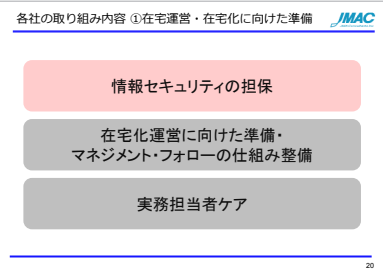 各社の取り組み内容 ①在宅運営・在宅化に向けた準備
JMAC
情報セキュリティの担保
在宅化運営に向けた準備・
マネジメント・フォローの仕組み整備
実務担当者ケア
20